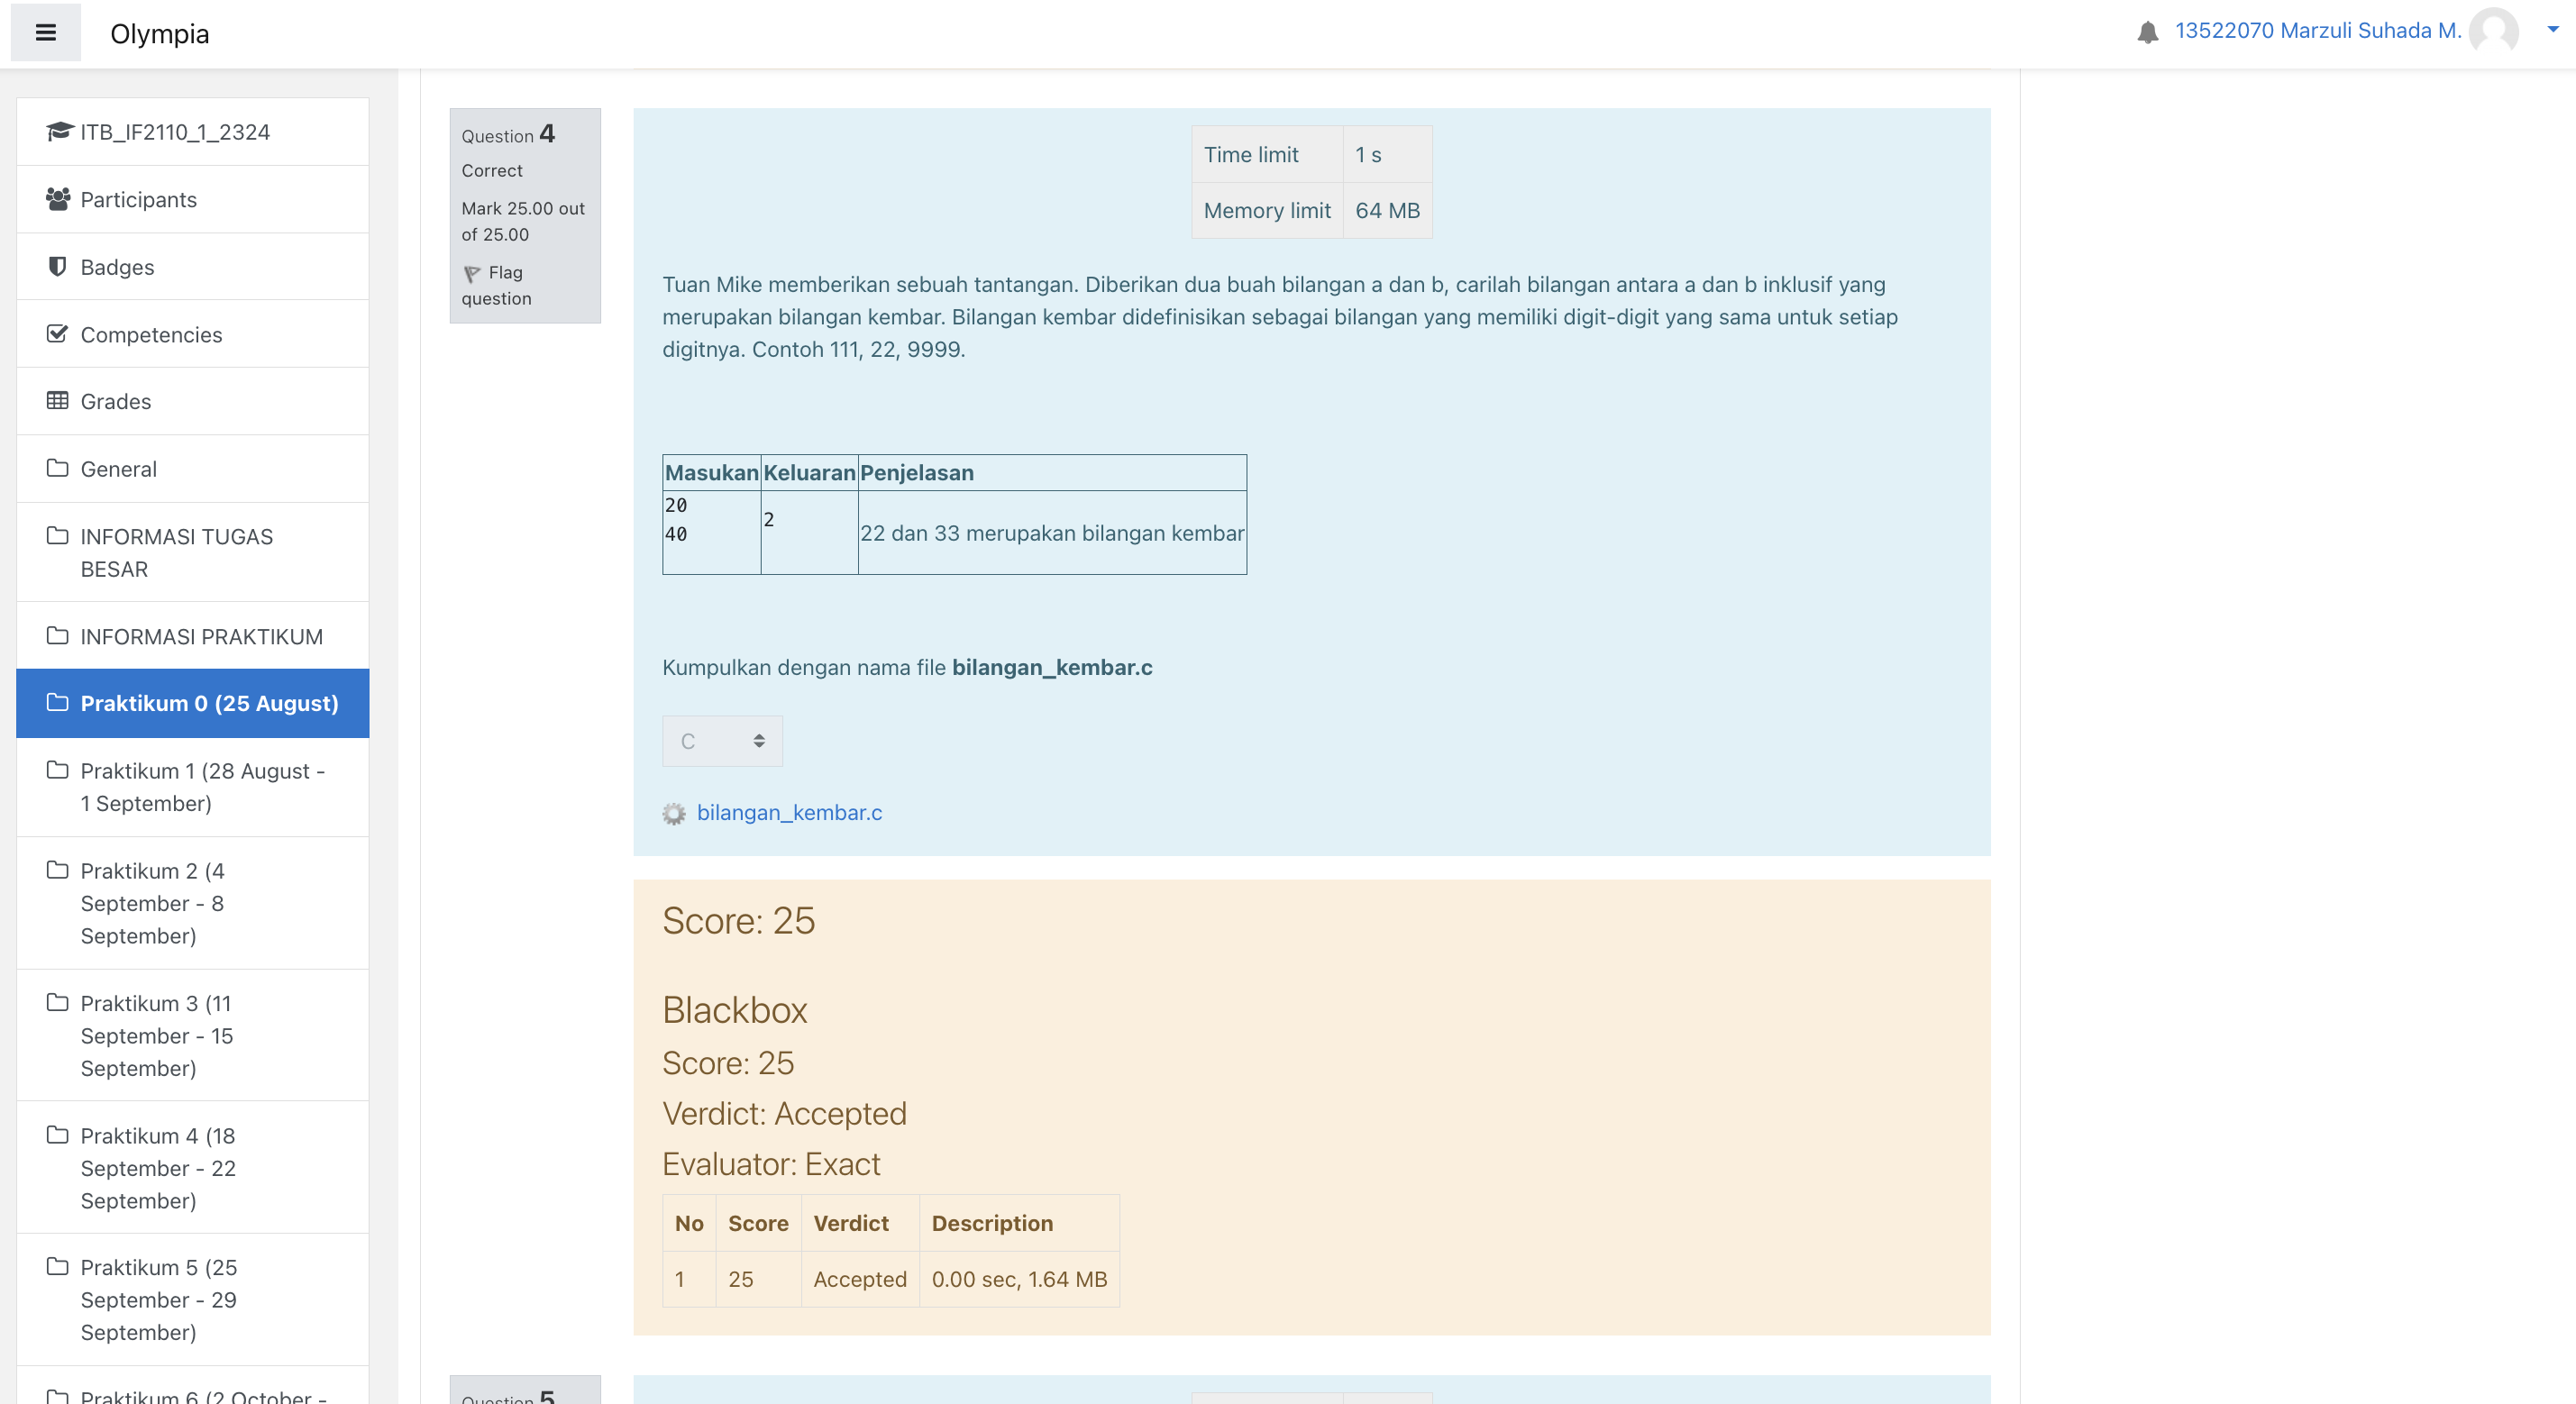 Olympia
13522070 Marzuli Suhada M.
ITB_IF2110_1_2324
Participants
Badges
Competencies
Grades
General
INFORMASI TUGAS
BESAR
INFORMASI PRAKTIKUM
Praktikum 0 (25 August)
Praktikum 1 (28 August -
1 September)
Praktikum 2 (4
September - 8
September)
Praktikum 3 (11
September - 15
September)
Praktikum 4 (18
September - 22
September)
Praktikum 5 (25
September - 29
September)
Praktikum 6 (2 October -
Question 4
Correct
Mark 25.00 out
of 25.00
Flag
question
Time limit 1 s
Memory limit 64 MB
Tuan Mike memberikan sebuah tantangan. Diberikan dua buah bilangan a dan b, carilah bilangan antara a dan b inklusif yang
merupakan bilangan kembar. Bilangan kembar didefinisikan sebagai bilangan yang memiliki digit-digit yang sama untuk setiap
digitnya. Contoh 111, 22, 9999.
Masukan Keluaran Penjelasan
20
40
2
22 dan 33 merupakan bilangan kembar
Kumpulkan dengan nama file bilangan_kembar.c
C
bilangan_kembar.c
Score: 25
Blackbox
Score: 25
Verdict: Accepted
Evaluator: Exact
No Score Verdict Description
1 25 Accepted 0.00 sec, 1.64 MB
Question 5